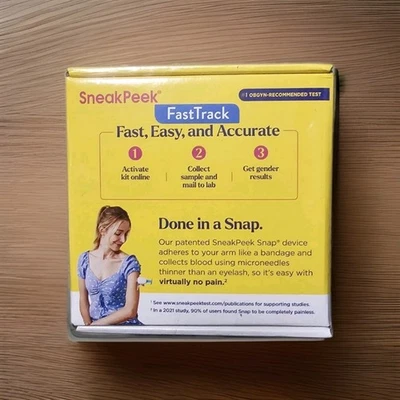 SneakPeek®
#1 OBGYN-RECOMMENDED TEST
FastTrack
Fast, Easy, and Accurate
1 2 3
Activate Collect Get gender
kit online sample and results
mail to lab
Done in a Snap.
Our patented SneakPeek Snap® device
adheres to your arm like a bandage and
collects blood using microneedles
thinner than an eyelash, so it's easy with
virtually no pain.²
¹ See www.sneakpeektest.com/publications for supporting studies.
² In a 2021 study, 90% of users found Snap to be completely painless.